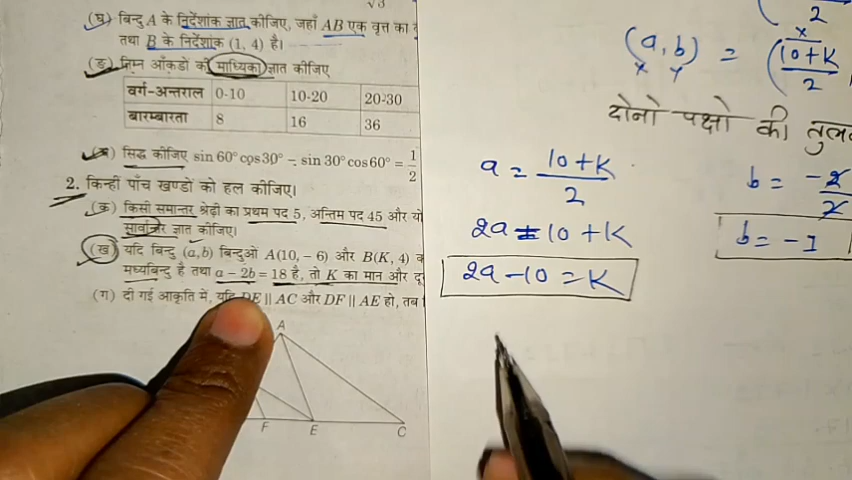 √3
(घ) बिन्दु A के निर्देशांक ज्ञात कीजिए, जहाँ AB एक वृत्त का
तथा B के निर्देशांक (1, 4) है।
(ङ) निम्न आँकडों की माध्यिका ज्ञात कीजिए
वर्ग-अन्तराल 0-10 10-20 20-30
बारम्बारता 8 16 36
सिद्ध कीजिए sin 60° cos 30° − sin 30° cos 60° = 1/2
2. किन्हीं पाँच खण्डों को हल कीजिए।
(क) किसी समान्तर श्रेढ़ी का प्रथम पद 5, अन्तिम पद 45 और
सार्वान्तर ज्ञात कीजिए।
(ख) यदि बिन्दु (a, b) बिन्दुओं A(10, – 6) और B(K, 4)
मध्यबिन्दु है तथा a – 2b = 18 है, तो K का मान और
(ग) दी गई आकृति में, यदि DE || AC और DF || AE हो, तब
A
F E C
2
x
(a, b) = (10+K/2
x y 
दोनो पक्षो की
a = 10+K/2
b = -2/2
2a = 10+K
b = -1
2a-10 = K